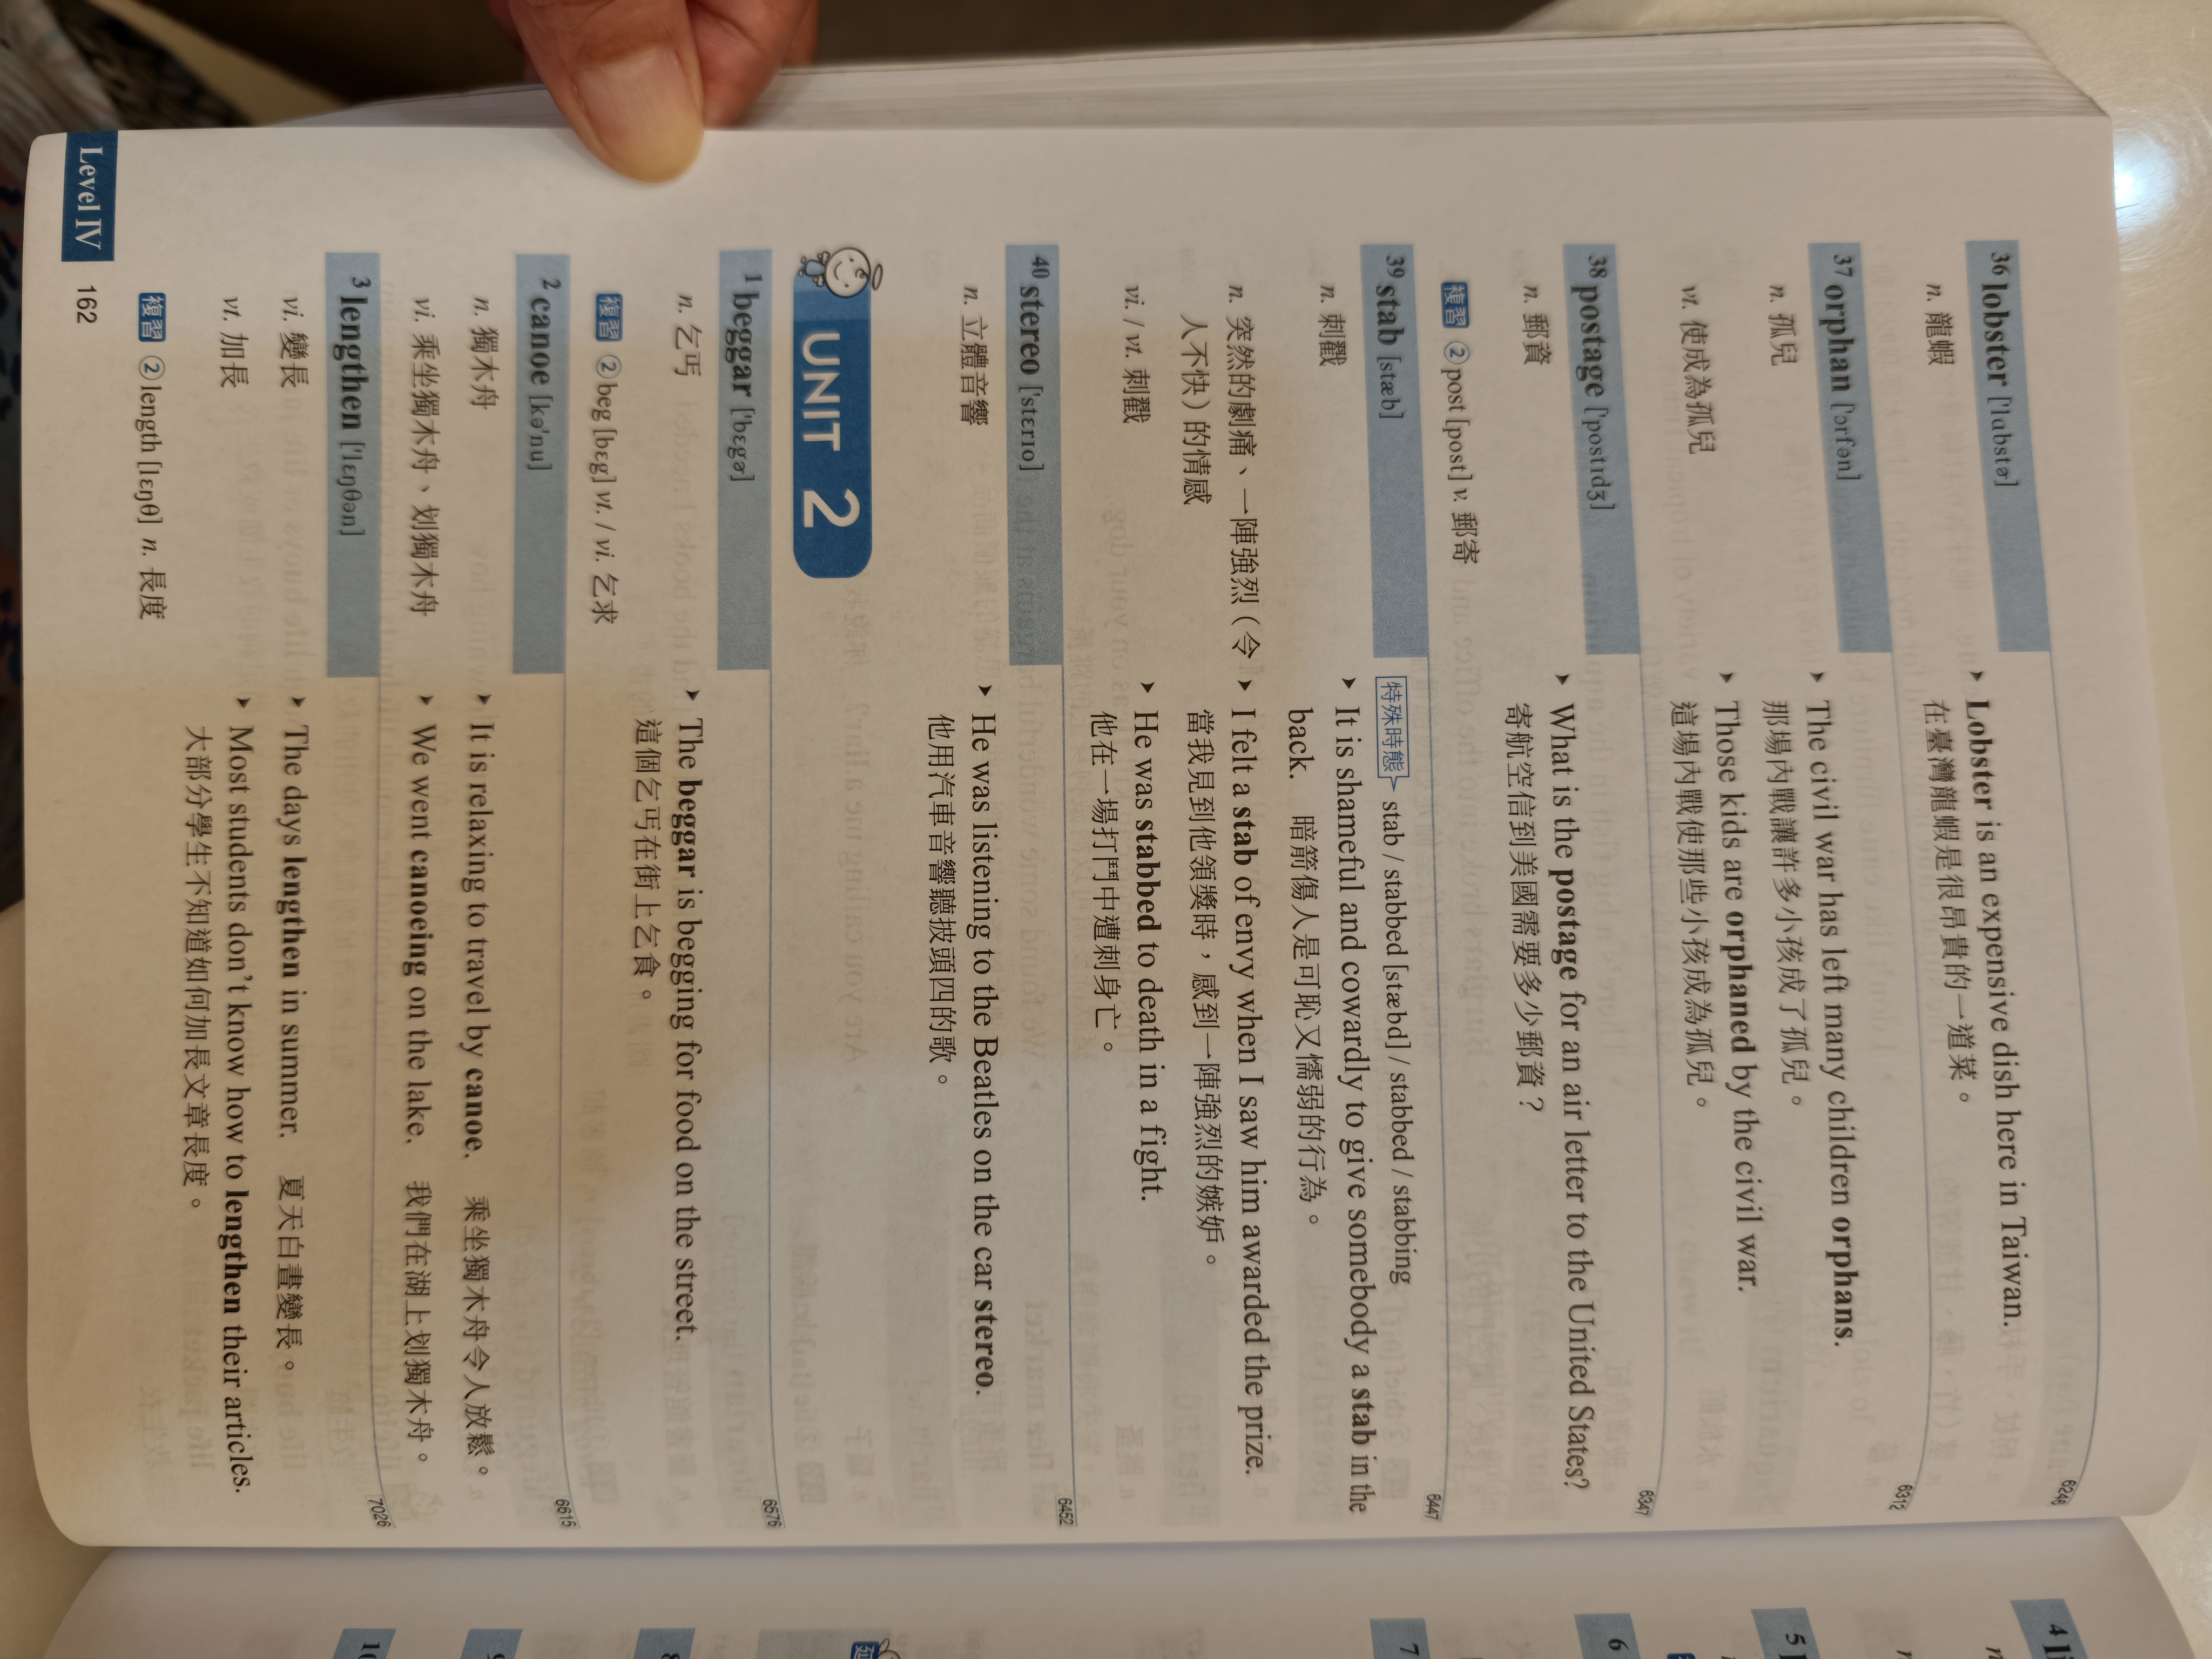 36 lobster [ˈlɑbstɚ] 6246
n. 龍蝦
➤ Lobster is an expensive dish here in Taiwan.
在臺灣龍蝦是很昂貴的一道菜。
37 orphan [ˈɔrfən] 6312
n. 孤兒
➤ The civil war has left many children orphans.
那場內戰讓許多小孩成了孤兒。
vt. 使成為孤兒
➤ Those kids are orphaned by the civil war.
這場內戰使那些小孩成為孤兒。
38 postage [ˈpostɪdʒ] 6347
n. 郵資
➤ What is the postage for an air letter to the United States?
寄航空信到美國需要多少郵資？
複習 ② post [post] v. 郵寄
39 stab [stæb] 6447
特殊時態 stab / stabbed [stæbd] / stabbed / stabbing
n. 刺戳
➤ It is shameful and cowardly to give somebody a stab in the
back. 暗箭傷人是可恥又懦弱的行為。
n. 突然的劇痛、一陣強烈（令
人不快）的情感
➤ I felt a stab of envy when I saw him awarded the prize.
當我見到他領獎時，感到一陣強烈的嫉妒。
vi. / vt. 刺戳
➤ He was stabbed to death in a fight.
他在一場打鬥中遭刺身亡。
40 stereo [ˈstɛrɪo] 6452
n. 立體音響
➤ He was listening to the Beatles on the car stereo.
他用汽車音響聽披頭四的歌。
UNIT 2
1 beggar [ˈbɛgɚ] 6576
n. 乞丐
➤ The beggar is begging for food on the street.
這個乞丐在街上乞食。
複習 ② beg [bɛg] vt. / vi. 乞求
2 canoe [kəˈnu] 6615
n. 獨木舟
➤ It is relaxing to travel by canoe. 乘坐獨木舟令人放鬆。
vi. 乘坐獨木舟、划獨木舟
➤ We went canoeing on the lake. 我們在湖上划獨木舟。
3 lengthen [ˈlɛŋθən] 7026
vi. 變長
➤ The days lengthen in summer. 夏天白晝變長。
vt. 加長
➤ Most students don't know how to lengthen their articles.
大部分學生不知道如何加長文章長度。
複習 ② length [lɛŋθ] n. 長度
Level IV 162
4
5
6
7
8
9
10